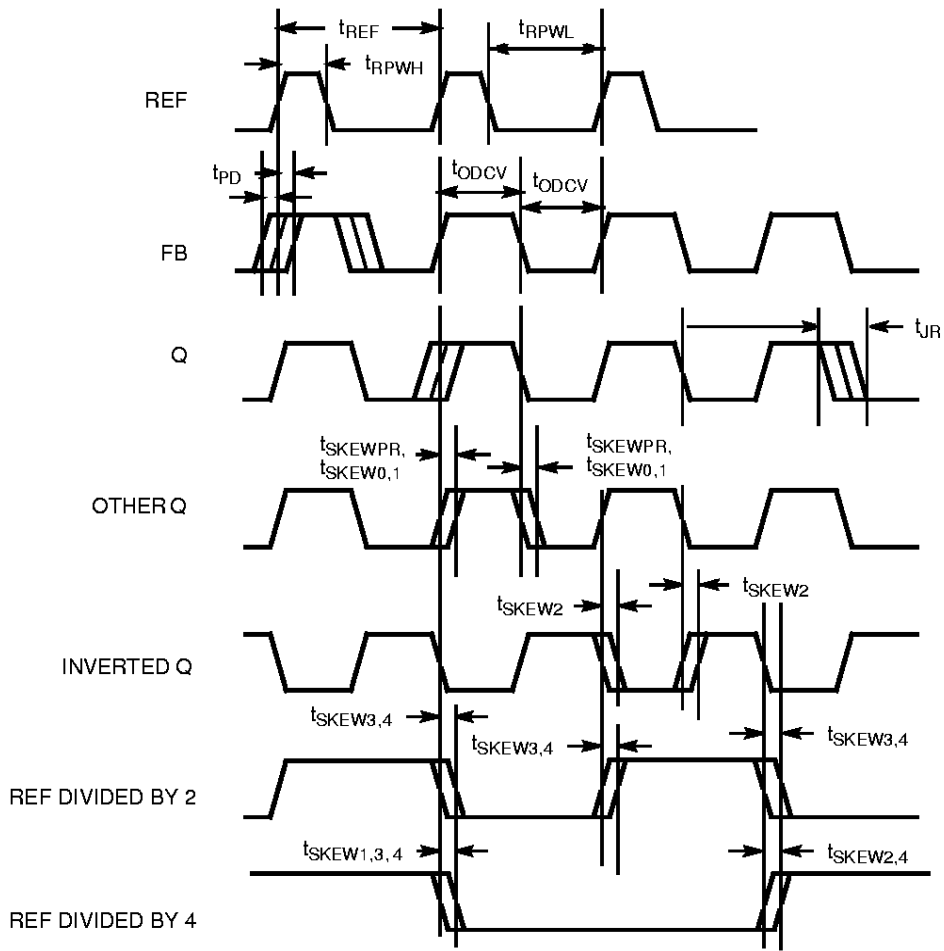 tREF
tRPWL
tRPWH
REF
tPD
tODCV
tODCV
FB
tJR
Q
tSKEWPR,
tSKEW0,1
tSKEWPR,
tSKEW0,1
OTHER Q
tSKEW2
tSKEW2
INVERTED Q
tSKEW3,4
tSKEW3,4
tSKEW3,4
REF DIVIDED BY 2
tSKEW1,3,4
tSKEW2,4
REF DIVIDED BY 4